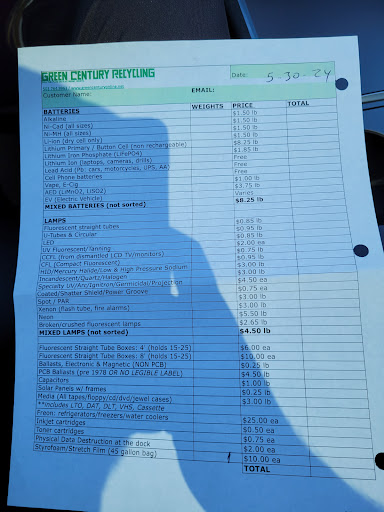 GREEN CENTURY RECYCLING
Date: 5-30-24
Customer Name: EMAIL:
WEIGHTS PRICE TOTAL
BATTERIES
Alkaline $1.50 lb
Ni-Cad (all sizes) $1.50 lb
Ni-MH (all sizes) $1.50 lb
Li-ion (dry cell only) $1.50 lb
Lithium Primary / Button Cell (non rechargeable) $8.25 lb
Lithium Iron Phosphate (LiFePO4) $1.85 lb
Lithium Ion (laptops, cameras, drills) Free
Lead Acid (Pb: cars, motorcycles, UPS, AA) Free
Cell Phone batteries Free
Vape, E-Cig $1.00 lb
AED (LiMnO2, LiSO2) $3.75 lb
EV (Electric Vehicle) Varies
MIXED BATTERIES (not sorted) $8.25 lb
LAMPS
Fluorescent straight tubes $0.85 lb
U-Tubes & Circular $0.95 lb
LED $0.85 lb
UV Fluorescent/Tanning $2.00 ea
CCFL (from dismantled LCD TV/monitors) $0.75 lb
CFL (Compact Fluorescent) $0.95 lb
HID/Mercury Halide/Low & High Pressure Sodium $3.00 lb
Incandescent/Quartz/Halogen $3.00 lb
Specialty UV/Arc/Ignition/Germicidal/Projection $4.50 ea
Coated/Shatter Shield/Power Groove $0.75 ea
Spot / PAR $3.00 lb
Xenon (flash tube, fire alarms) $3.00 lb
Neon $5.50 lb
Broken/crushed fluorescent lamps $2.65 lb
MIXED LAMPS (not sorted) $4.50 lb
Fluorescent Straight Tube Boxes: 4' (holds 15-25) $6.00 ea
Fluorescent Straight Tube Boxes: 8' (holds 15-25) $10.00 ea
Ballasts, Electronic & Magnetic (NON PCB) $0.25 lb
PCB Ballasts (pre 1978 OR NO LEGIBLE LABEL) $4.50 lb
Capacitors $1.00 lb
Solar Panels w/ frames $0.25 lb
Media (All tapes/floppy/cd/dvd/jewel cases) $3.00 lb
**Includes LTO, DAT, DLT, VHS, Cassette
Freon: refrigerators/freezers/water coolers $25.00 ea
Inkjet cartridges $0.50 ea
Toner cartridges $0.75 ea
Physical Data Destruction at the dock $2.00 ea
Styrofoam/Stretch Film (45 gallon bag) 1 $10.00 ea
TOTAL